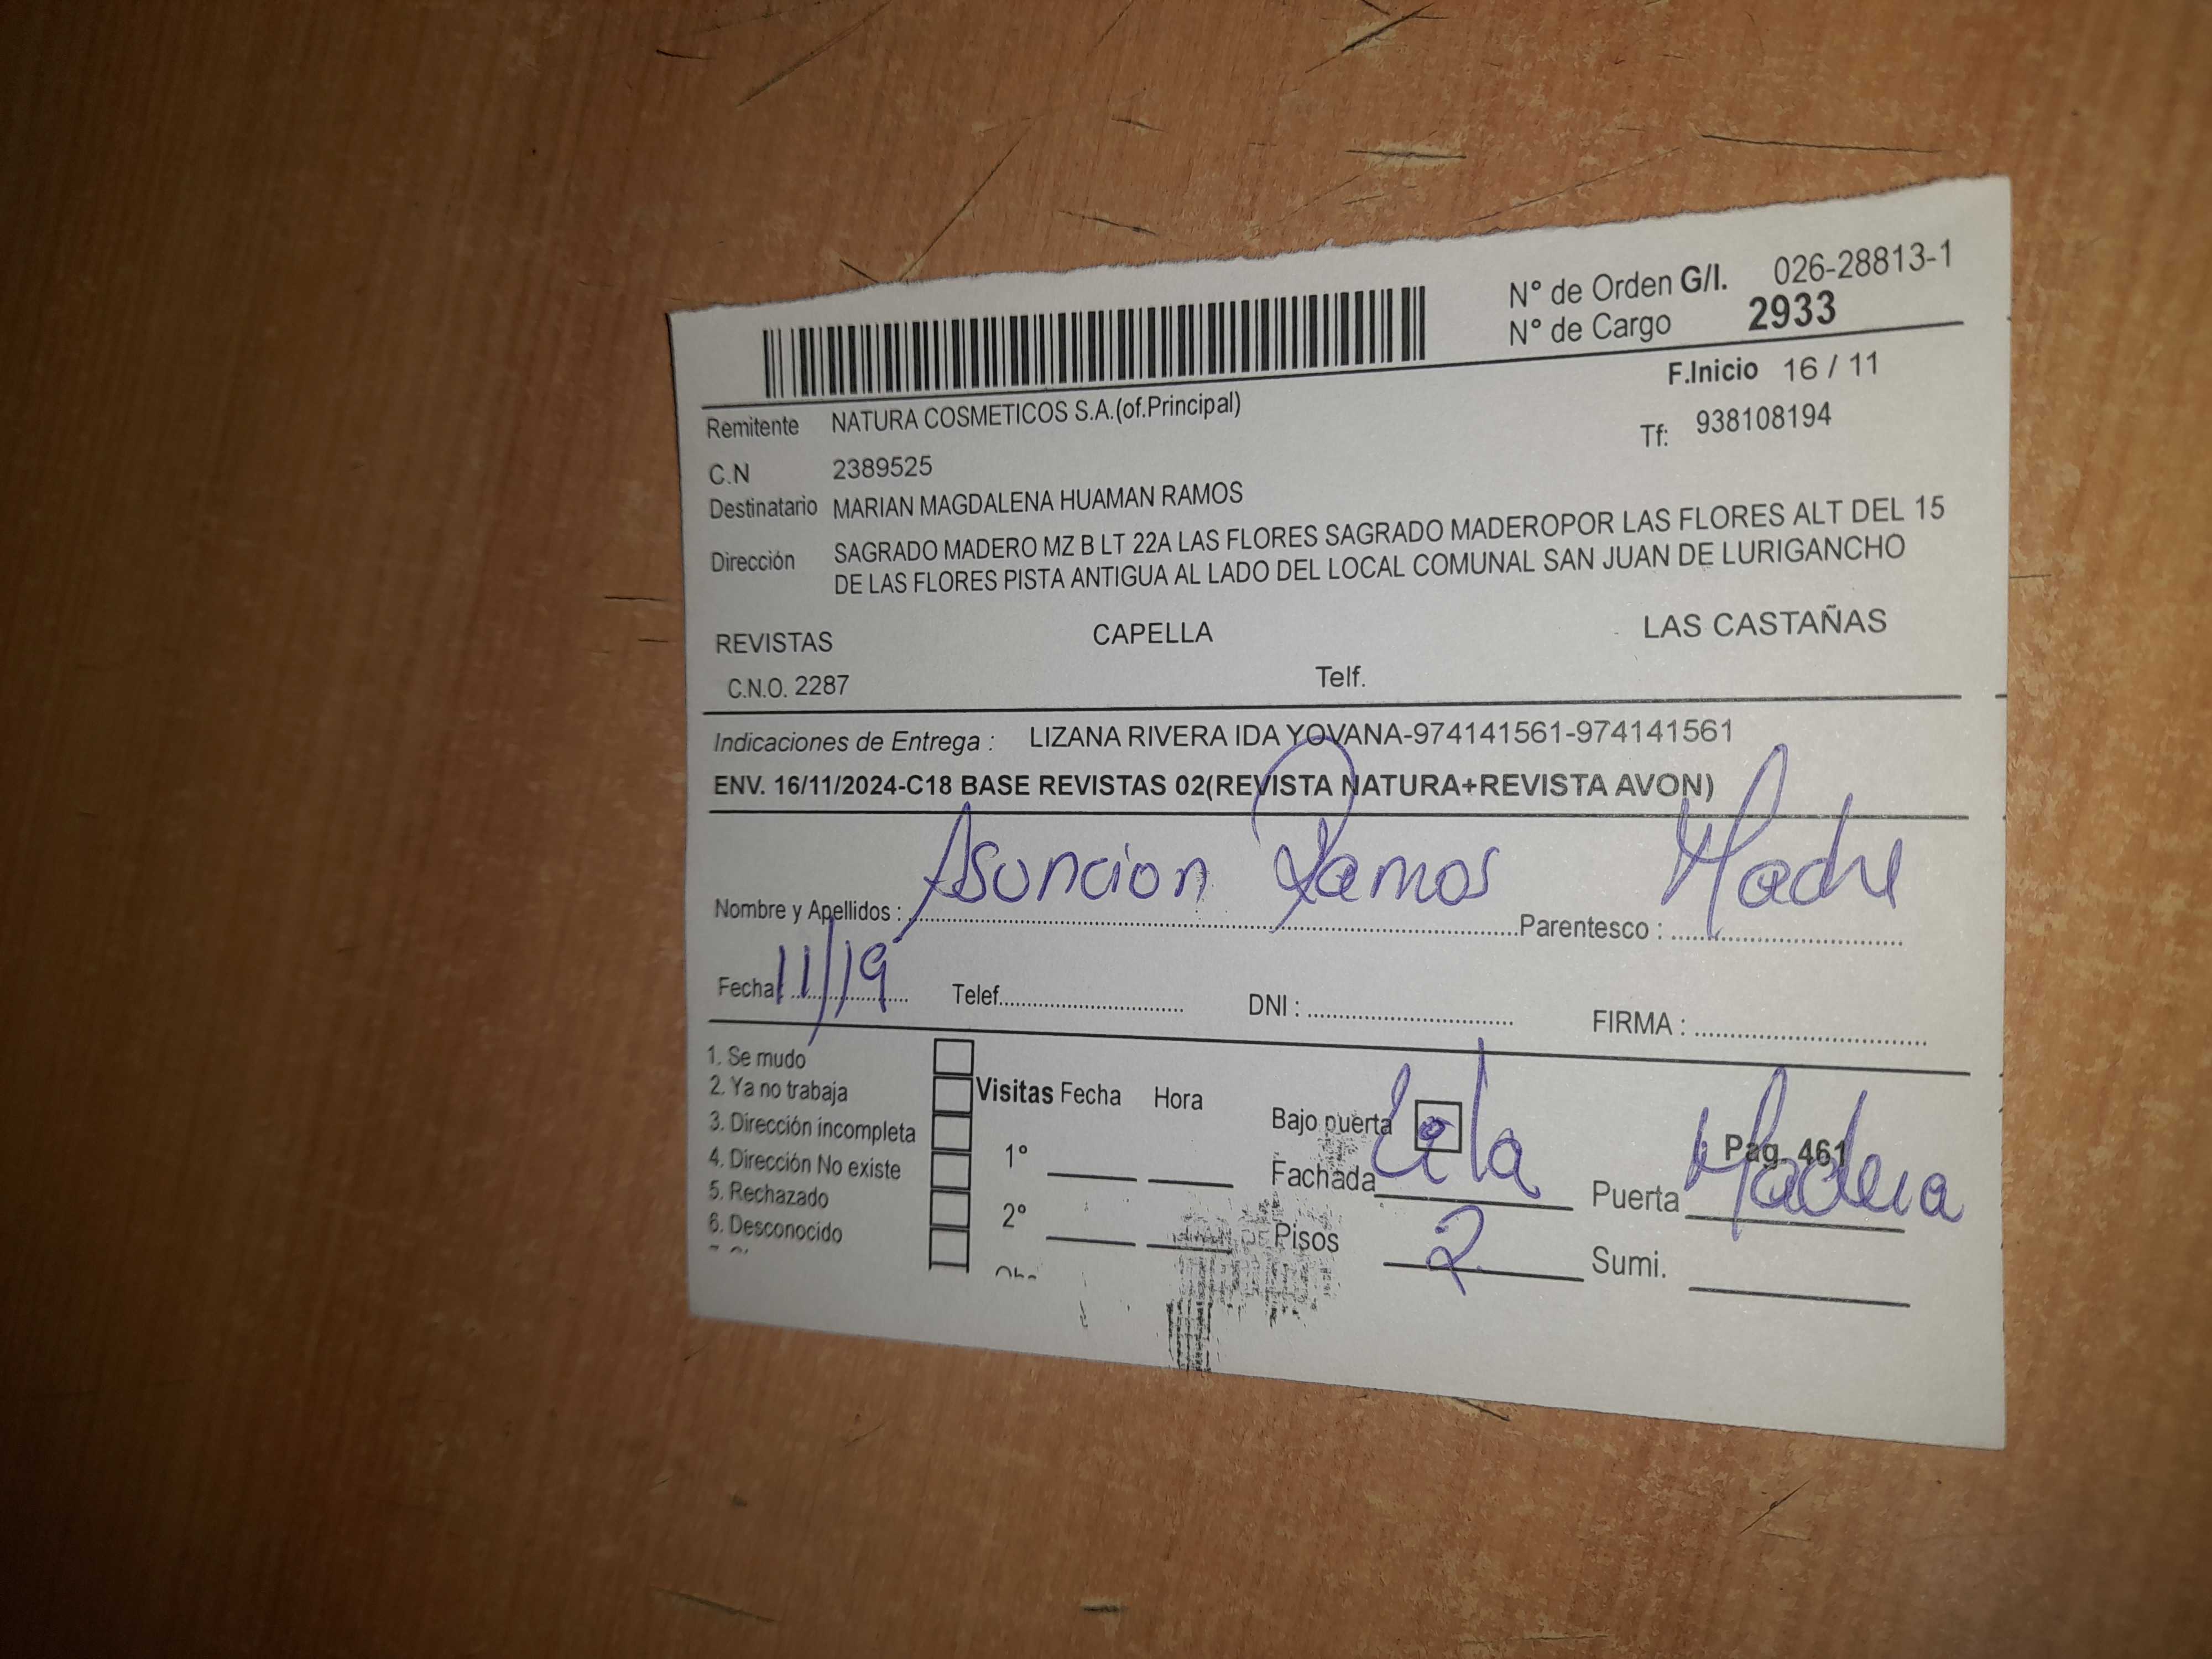 N° de Orden G/I. 026-28813-1
N° de Cargo 2933
F.Inicio 16 / 11
Remitente NATURA COSMETICOS S.A.(of.Principal)
Tf: 938108194
C.N 2389525
Destinatario MARIAN MAGDALENA HUAMAN RAMOS
Dirección SAGRADO MADERO MZ B LT 22A LAS FLORES SAGRADO MADEROPOR LAS FLORES ALT DEL 15
DE LAS FLORES PISTA ANTIGUA AL LADO DEL LOCAL COMUNAL SAN JUAN DE LURIGANCHO
REVISTAS CAPELLA LAS CASTAÑAS
C.N.O. 2287 Telf.
Indicaciones de Entrega : LIZANA RIVERA IDA YOVANA-974141561-974141561
ENV. 16/11/2024-C18 BASE REVISTAS 02(REVISTA NATURA+REVISTA AVON)
Nombre y Apellidos : Asuncion Ramos Parentesco : Madre
Fecha 11/19 Telef. DNI : FIRMA :
1. Se mudo
2. Ya no trabaja
3. Dirección incompleta
4. Dirección No existe
5. Rechazado
6. Desconocido
Visitas Fecha Hora
1°
2°
Bajo puerta
Pag. 461
Fachada Puerta Madera
Pisos 2 Sumi.